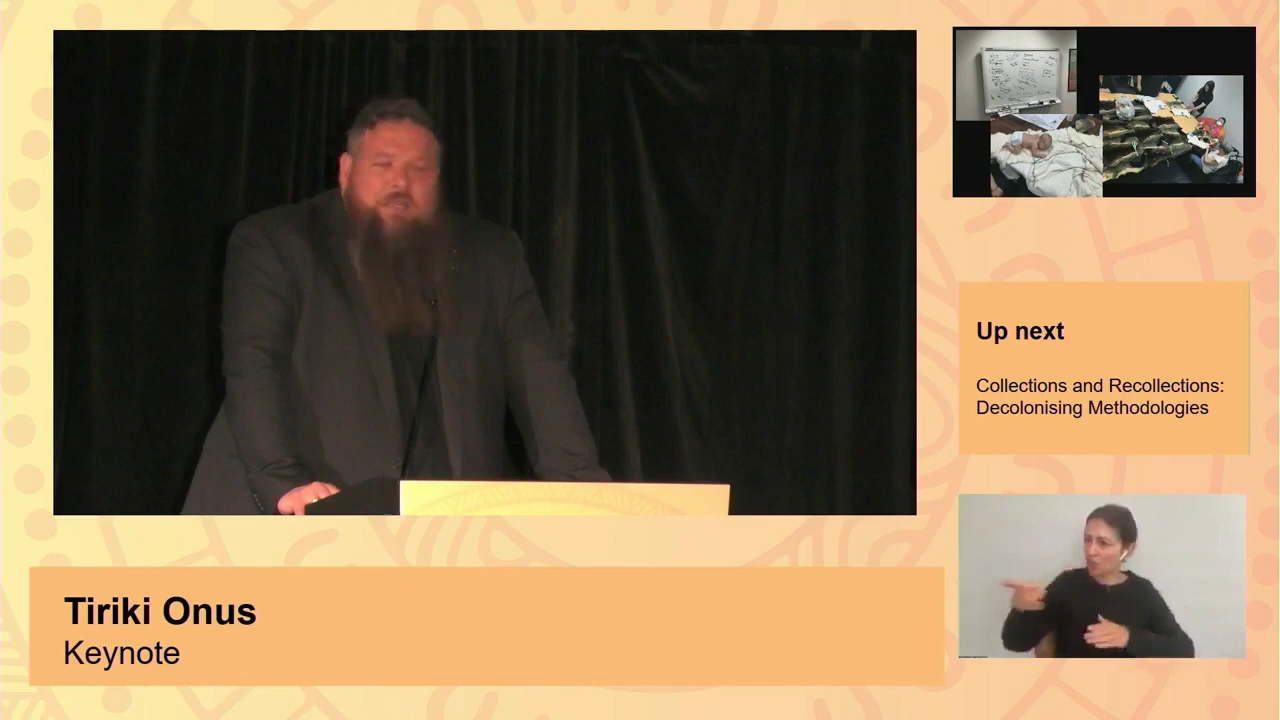 Up next
Collections and Recollections:
Decolonising Methodologies
Tiriki Onus
Keynote